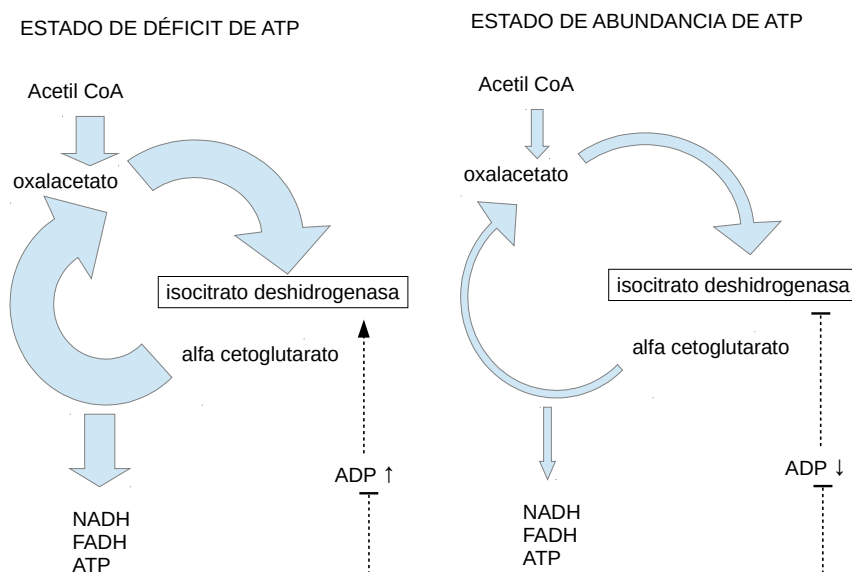 ESTADO DE DÉFICIT DE ATP
Acetil CoA
oxalacetato
isocitrato deshidrogenasa
alfa cetoglutarato
ADP ↑
NADH
FADH
ATP
ESTADO DE ABUNDANCIA DE ATP
Acetil CoA
oxalacetato
isocitrato deshidrogenasa
alfa cetoglutarato
ADP ↓
NADH
FADH
ATP